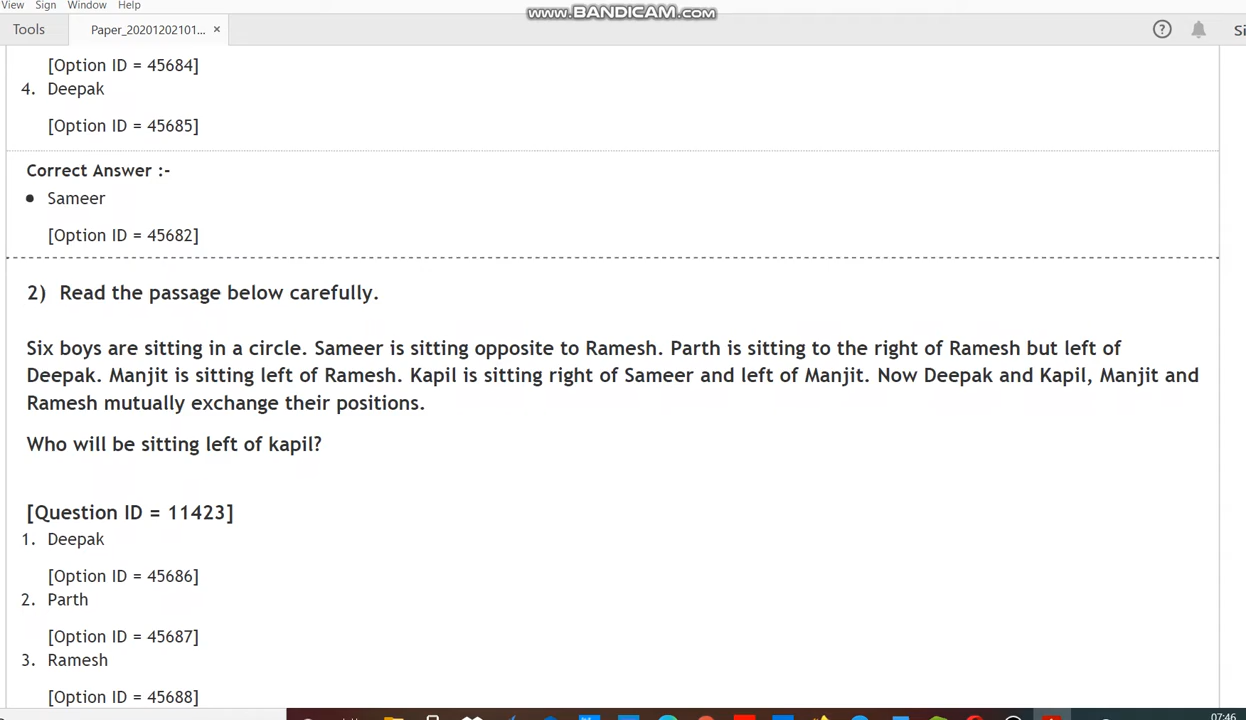 View Sign Window Help
www.BANDICAM.com
Tools Paper_20201202101... ×
[Option ID = 45684]
4. Deepak
[Option ID = 45685]
Correct Answer :-
● Sameer
[Option ID = 45682]
2) Read the passage below carefully.
Six boys are sitting in a circle. Sameer is sitting opposite to Ramesh. Parth is sitting to the right of Ramesh but left of
Deepak. Manjit is sitting left of Ramesh. Kapil is sitting right of Sameer and left of Manjit. Now Deepak and Kapil, Manjit and
Ramesh mutually exchange their positions.
Who will be sitting left of kapil?
[Question ID = 11423]
1. Deepak
[Option ID = 45686]
2. Parth
[Option ID = 45687]
3. Ramesh
[Option ID = 45688]
07:46